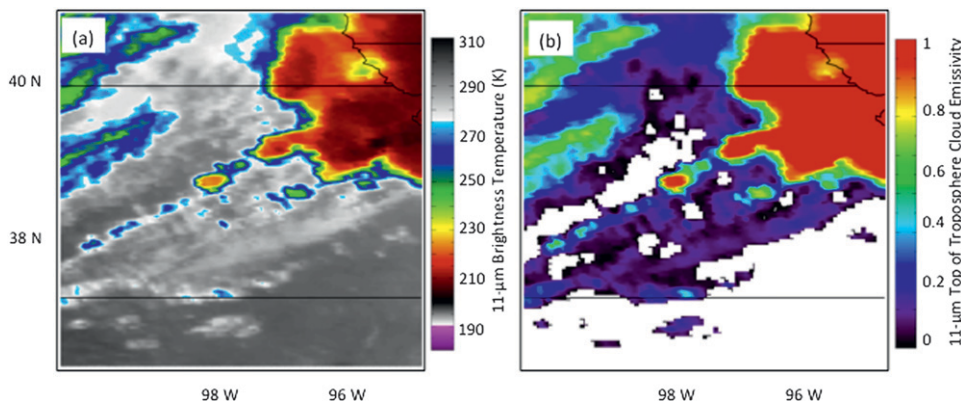 (a)
40 N
38 N
98 W 96 W
310
290
270
250
230
210
190
11-μm Brightness Temperature (K)
(b)
98 W 96 W
1
0.8
0.6
0.4
0.2
0
11-μm Top of Troposphere Cloud Emissivity